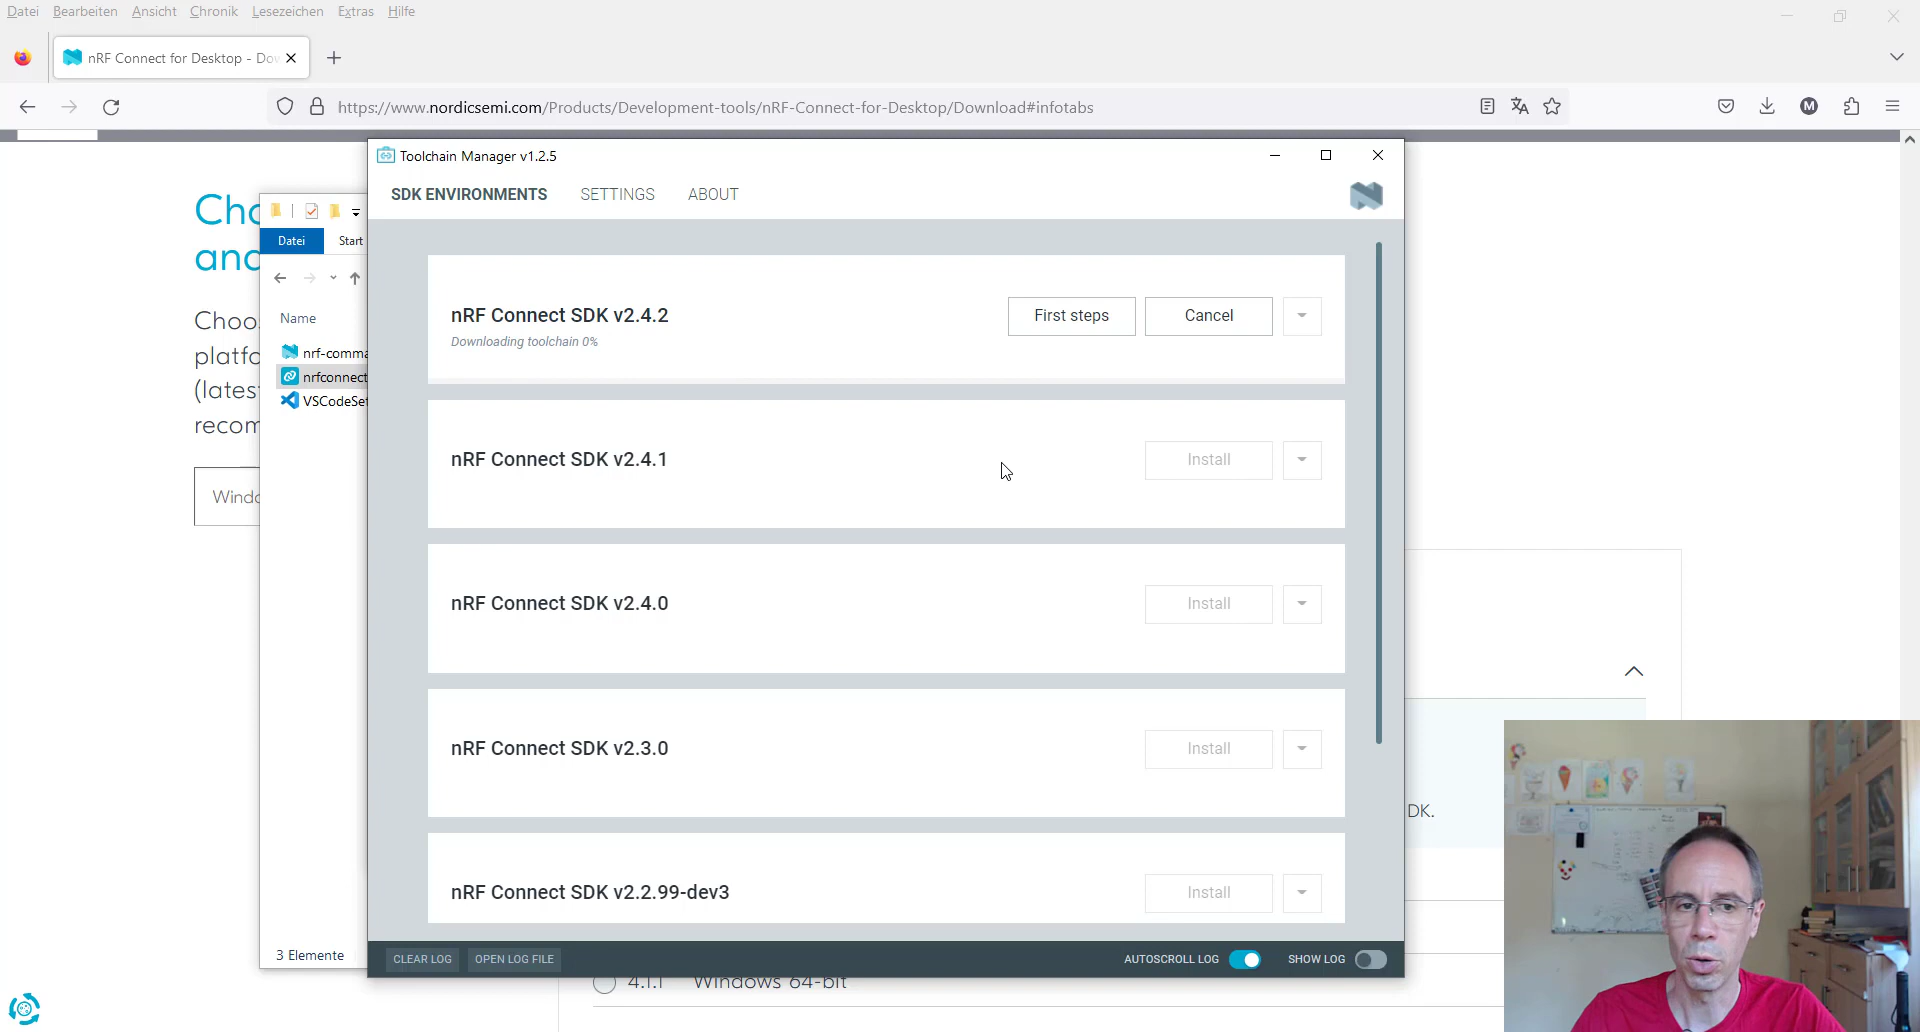 Datei Bearbeiten Ansicht Chronik Lesezeichen Extras Hilfe
nRF Connect for Desktop - Do
https://www.nordicsemi.com/Products/Development-tools/nRF-Connect-for-Desktop/Download#infotabs
M
Toolchain Manager v1.2.5
SDK ENVIRONMENTS SETTINGS ABOUT
Cho
and
Datei Start
Choo
platfo
(lates
recom
Windo
Name
nrf-comma
nrfconnect
VSCodeSet
3 Elemente
nRF Connect SDK v2.4.2
Downloading toolchain 0%
First steps Cancel
nRF Connect SDK v2.4.1
Install
nRF Connect SDK v2.4.0
Install
nRF Connect SDK v2.3.0
Install
nRF Connect SDK v2.2.99-dev3
Install
CLEAR LOG OPEN LOG FILE AUTOSCROLL LOG SHOW LOG
DK.
4.1.1 Windows 64-bit